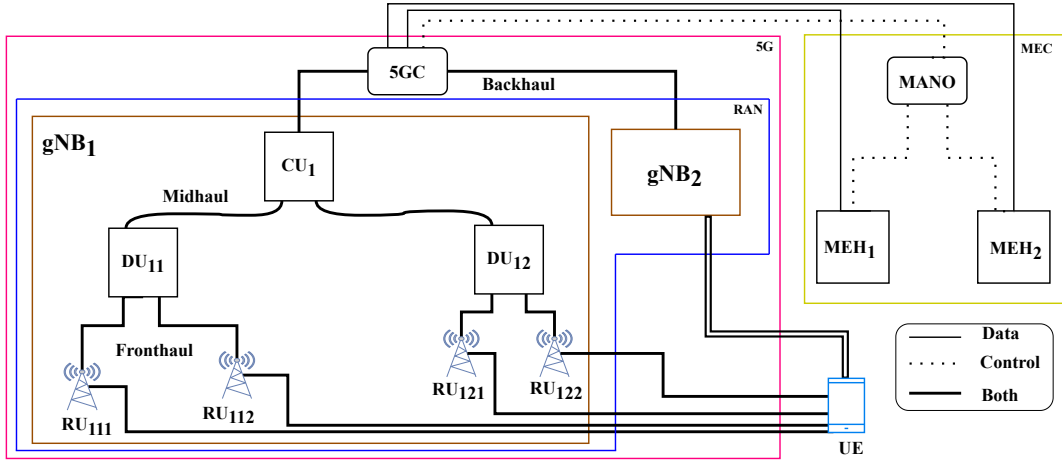 5G
MEC
5GC
MANO
Backhaul
RAN
gNB1
CU1
gNB2
Midhaul
MEH1
MEH2
DU11
DU12
Data
Fronthaul
Control
RU121
RU122
Both
RU111
RU112
UE